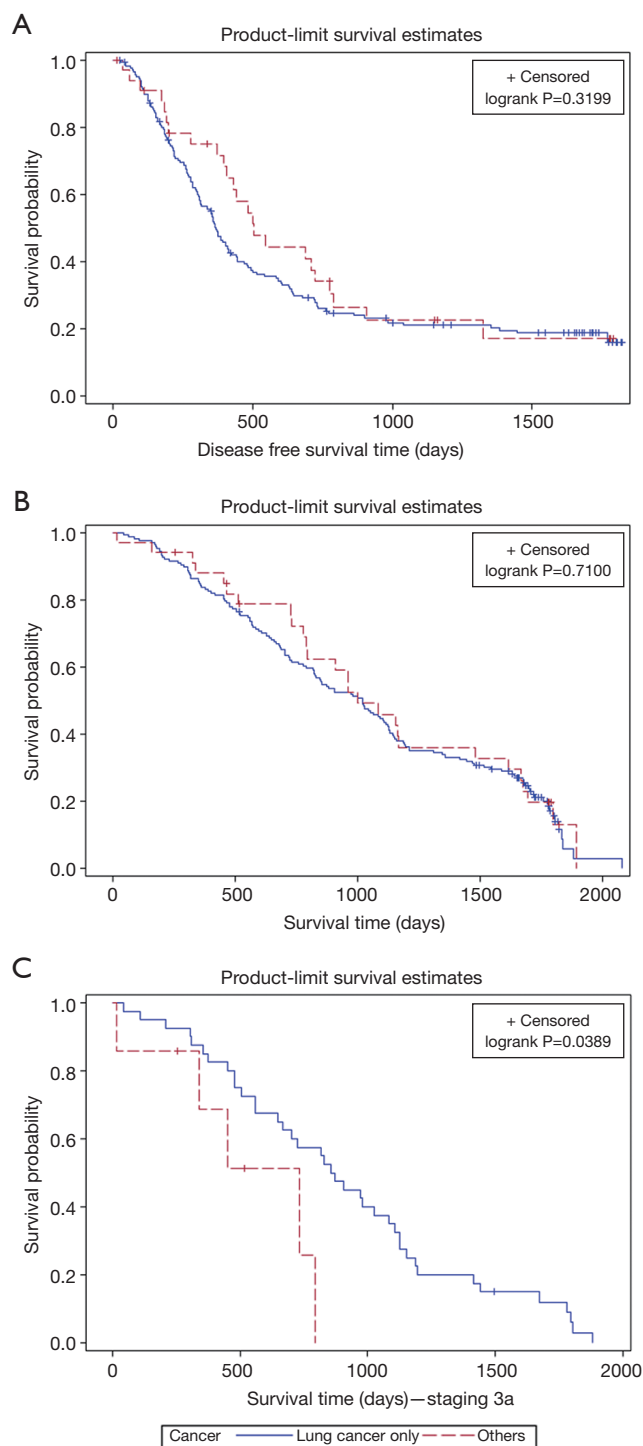 A
Product-limit survival estimates
+ Censored
logrank P=0.3199
Survival probability
1.0
0.8
0.6
0.4
0.2
0.0
0 500 1000 1500
Disease free survival time (days)
B
Product-limit survival estimates
+ Censored
logrank P=0.7100
Survival probability
1.0
0.8
0.6
0.4
0.2
0.0
0 500 1000 1500 2000
Survival time (days)
C
Product-limit survival estimates
+ Censored
logrank P=0.0389
Survival probability
1.0
0.8
0.6
0.4
0.2
0.0
0 500 1000 1500 2000
Survival time (days)—staging 3a
Cancer Lung cancer only Others